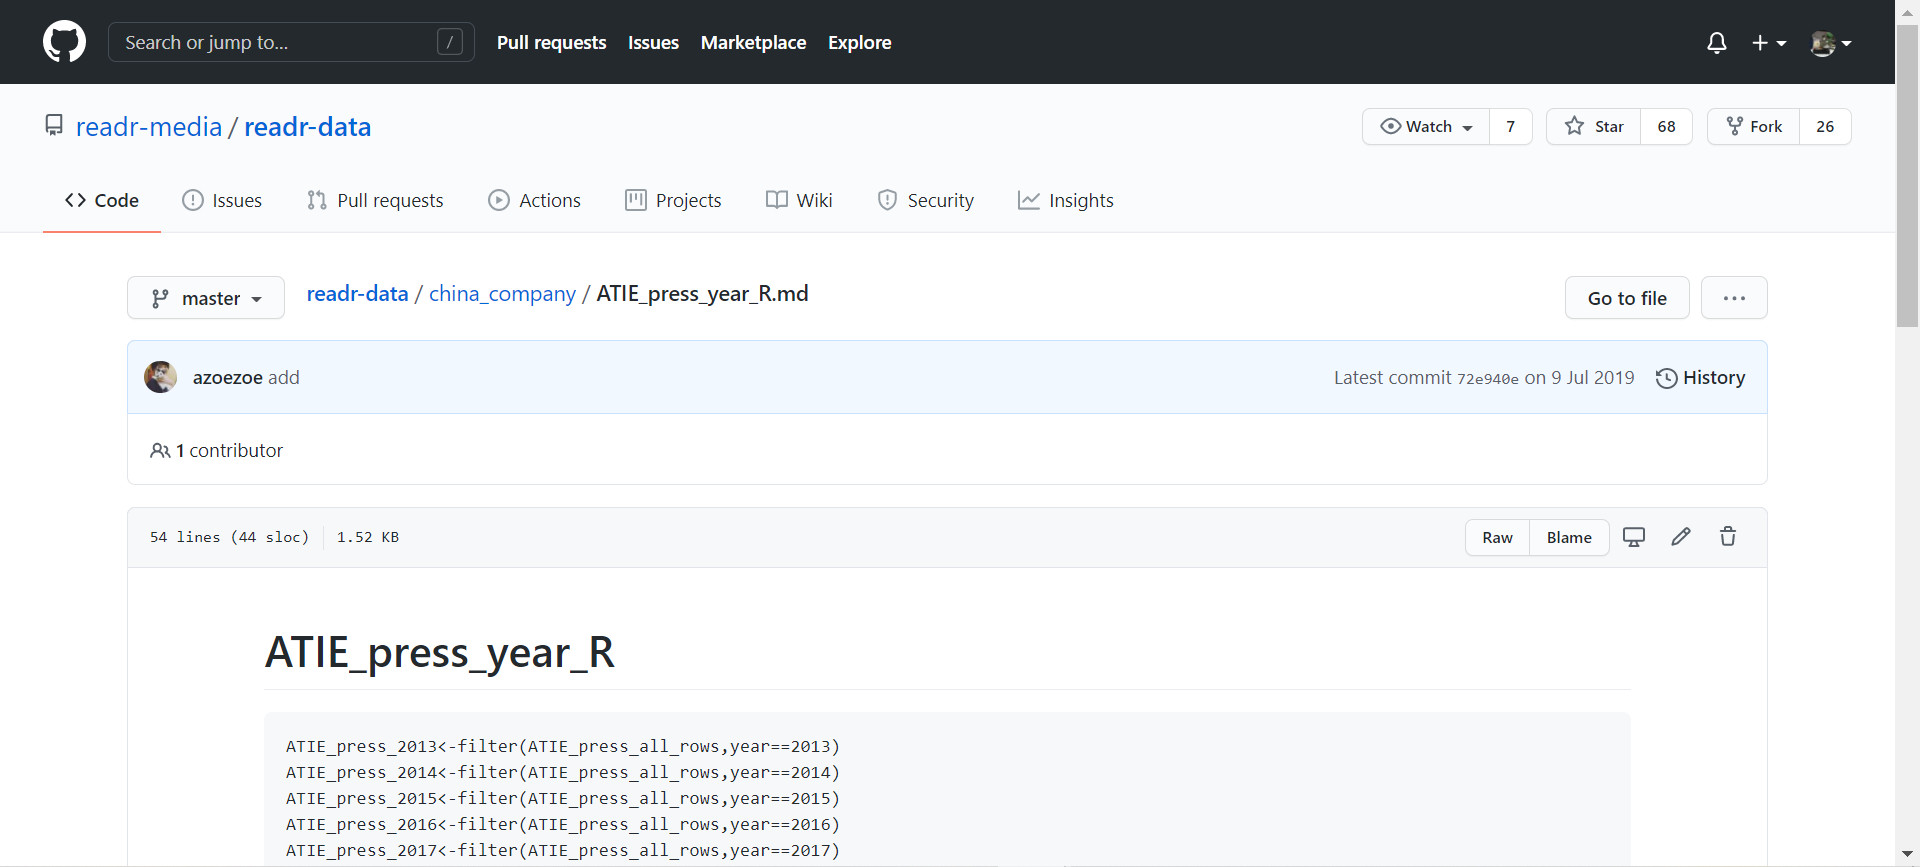 Search or jump to... / Pull requests Issues Marketplace Explore
readr-media / readr-data Watch 7 Star 68 Fork 26
Code Issues Pull requests Actions Projects Wiki Security Insights
master readr-data / china_company / ATIE_press_year_R.md Go to file ...
azoezoe add Latest commit 72e940e on 9 Jul 2019 History
1 contributor
54 lines (44 sloc) 1.52 KB Raw Blame
ATIE_press_year_R
ATIE_press_2013<-filter(ATIE_press_all_rows,year==2013)
ATIE_press_2014<-filter(ATIE_press_all_rows,year==2014)
ATIE_press_2015<-filter(ATIE_press_all_rows,year==2015)
ATIE_press_2016<-filter(ATIE_press_all_rows,year==2016)
ATIE_press_2017<-filter(ATIE_press_all_rows,year==2017)